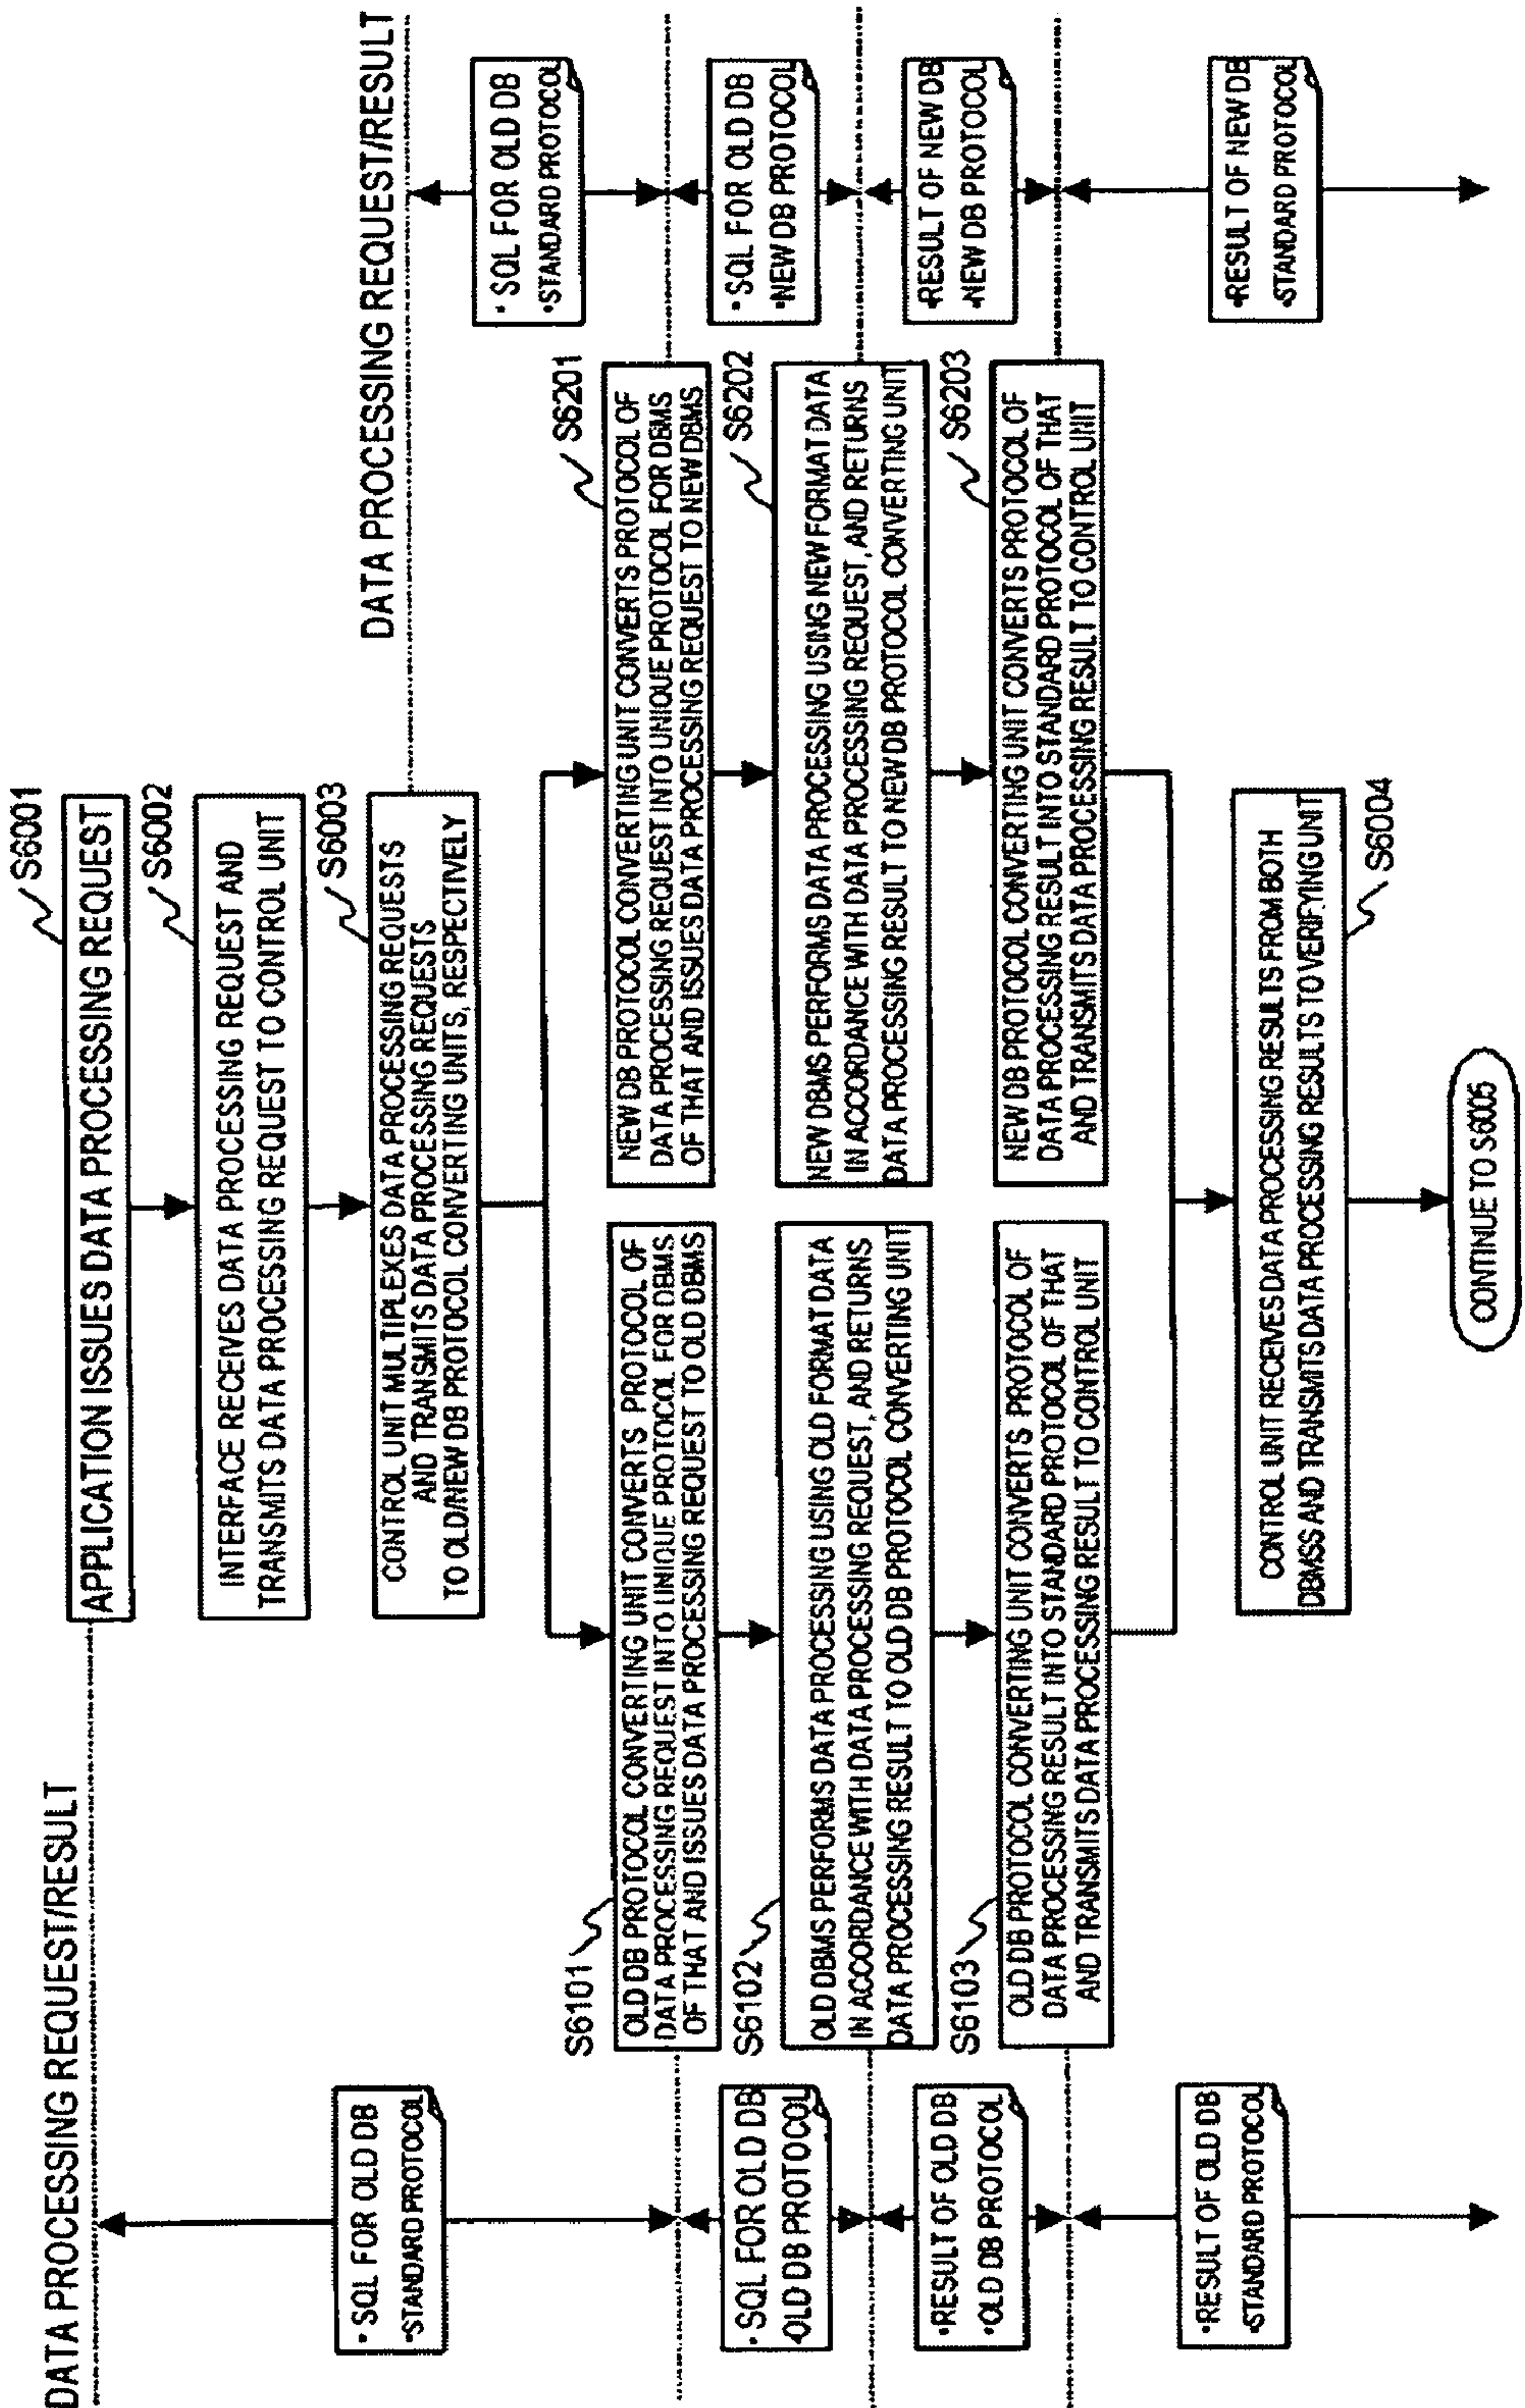 DATA PROCESSING REQUEST/RESULT
S6001
APPLICATION ISSUES DATA PROCESSING REQUEST
S6002
INTERFACE RECEIVES DATA PROCESSING REQUEST AND
TRANSMITS DATA PROCESSING REQUEST TO CONTROL UNIT
S6003
CONTROL UNIT MULTIPLEXES DATA PROCESSING REQUESTS
AND TRANSMITS DATA PROCESSING REQUESTS
TO OLD/NEW DB PROTOCOL CONVERTING UNITS, RESPECTIVELY
DATA PROCESSING REQUEST/RESULT
• SQL FOR OLD DB
•STANDARD PROTOCOL
• SQL FOR OLD DB
•STANDARD PROTOCOL
S6101
OLD DB PROTOCOL CONVERTING UNIT CONVERTS PROTOCOL OF
DATA PROCESSING REQUEST INTO UNIQUE PROTOCOL FOR DBMS
OF THAT AND ISSUES DATA PROCESSING REQUEST TO OLD DBMS
S6201
NEW DB PROTOCOL CONVERTING UNIT CONVERTS PROTOCOL OF
DATA PROCESSING REQUEST INTO UNIQUE PROTOCOL FOR DBMS
OF THAT AND ISSUES DATA PROCESSING REQUEST TO NEW DBMS
• SQL FOR OLD DB
•OLD DB PROTOCOL
• SQL FOR OLD DB
•NEW DB PROTOCOL
S6102
OLD DBMS PERFORMS DATA PROCESSING USING OLD FORMAT DATA
IN ACCORDANCE WITH DATA PROCESSING REQUEST, AND RETURNS
DATA PROCESSING RESULT TO OLD DB PROTOCOL CONVERTING UNIT
S6202
NEW DBMS PERFORMS DATA PROCESSING USING NEW FORMAT DATA
IN ACCORDANCE WITH DATA PROCESSING REQUEST, AND RETURNS
DATA PROCESSING RESULT TO NEW DB PROTOCOL CONVERTING UNIT
•RESULT OF OLD DB
•OLD DB PROTOCOL
•RESULT OF NEW DB
•NEW DB PROTOCOL
S6103
OLD DB PROTOCOL CONVERTING UNIT CONVERTS PROTOCOL OF
DATA PROCESSING RESULT INTO STANDARD PROTOCOL OF THAT
AND TRANSMITS DATA PROCESSING RESULT TO CONTROL UNIT
S6203
NEW DB PROTOCOL CONVERTING UNIT CONVERTS PROTOCOL OF
DATA PROCESSING RESULT INTO STANDARD PROTOCOL OF THAT
AND TRANSMITS DATA PROCESSING RESULT TO CONTROL UNIT
•RESULT OF OLD DB
•STANDARD PROTOCOL
•RESULT OF NEW DB
•STANDARD PROTOCOL
CONTROL UNIT RECEIVES DATA PROCESSING RESULTS FROM BOTH
DBMSS AND TRANSMITS DATA PROCESSING RESULTS TO VERIFYING UNIT
S6004
CONTINUE TO S6005